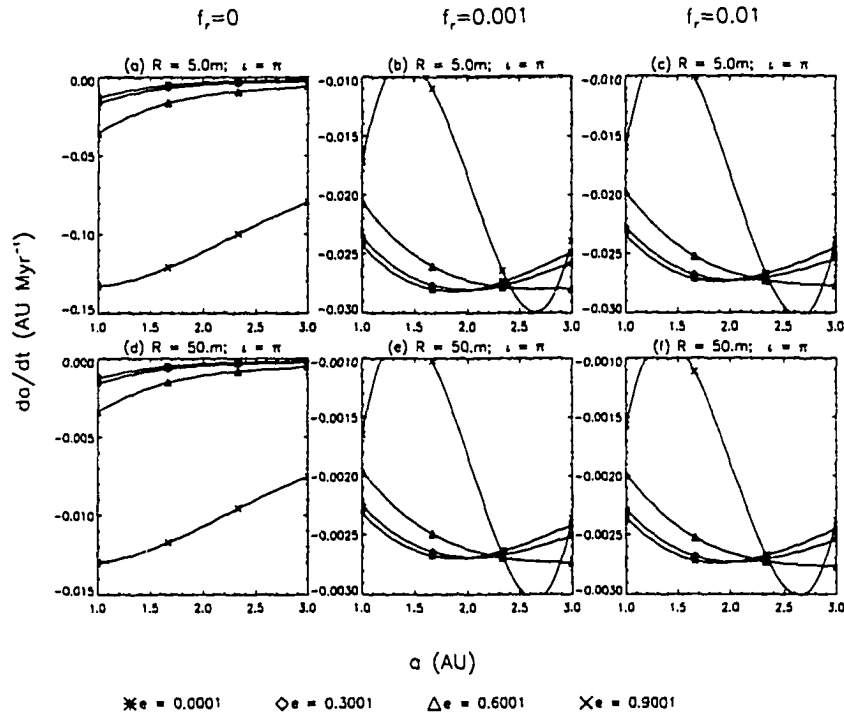 f_r=0 f_r=0.001 f_r=0.01
(a) R = 5.0m; ι = π (b) R = 5.0m; ι = π (c) R = 5.0m; ι = π
0.00 -0.010 -0.010
-0.05 -0.015 -0.015
-0.020 -0.020
-0.10 -0.025 -0.025
-0.15 -0.030 -0.030
1.0 1.5 2.0 2.5 3.0 1.0 1.5 2.0 2.5 3.0 1.0 1.5 2.0 2.5 3.0
da/dt (AU Myr⁻¹)
(d) R = 50.m; ι = π (e) R = 50.m; ι = π (f) R = 50.m; ι = π
0.000 -0.0010 -0.0010
-0.005 -0.0015 -0.0015
-0.0020 -0.0020
-0.010 -0.0025 -0.0025
-0.015 -0.0030 -0.0030
1.0 1.5 2.0 2.5 3.0 1.0 1.5 2.0 2.5 3.0 1.0 1.5 2.0 2.5 3.0
a (AU)
e = 0.0001 e = 0.3001 e = 0.6001 e = 0.9001